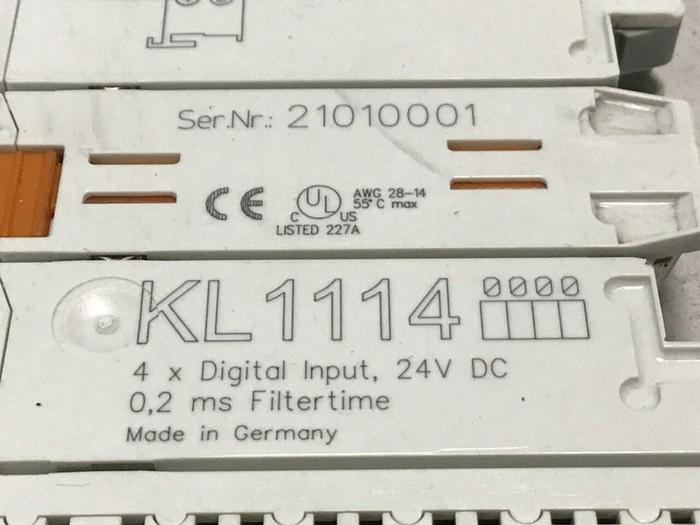 Ser.Nr.: 21010001
CE
UL
C US
LISTED 227A
AWG 28-14
55°C max
KL1114
0000
4 x Digital Input, 24V DC
0,2 ms Filtertime
Made in Germany